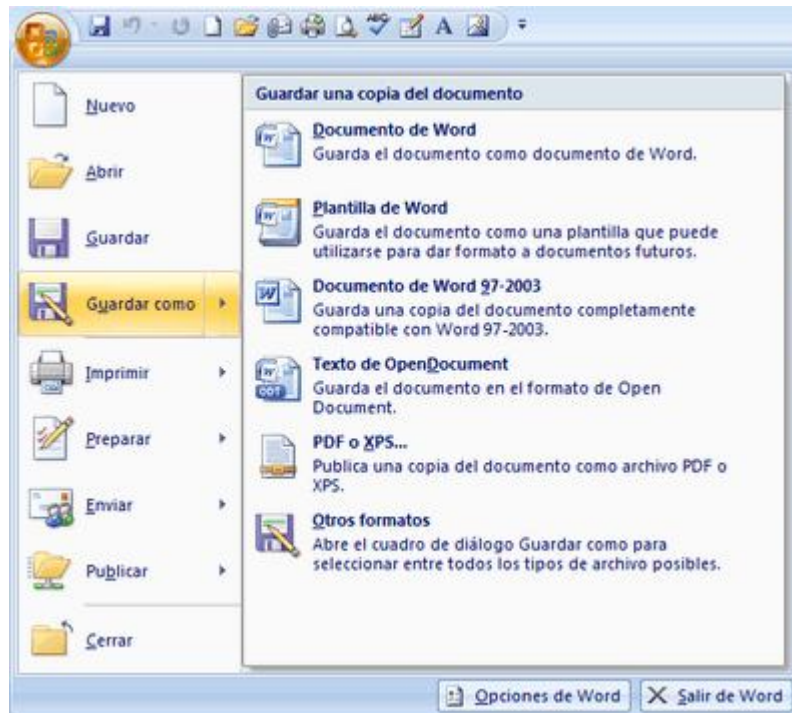 Nuevo
Abrir
Guardar
Guardar como
Imprimir
Preparar
Enviar
Publicar
Cerrar
Guardar una copia del documento
Documento de Word
Guarda el documento como documento de Word.
Plantilla de Word
Guarda el documento como una plantilla que puede
utilizarse para dar formato a documentos futuros.
Documento de Word 97-2003
Guarda una copia del documento completamente
compatible con Word 97-2003.
Texto de OpenDocument
Guarda el documento en el formato de Open
Document.
PDF o XPS...
Publica una copia del documento como archivo PDF o
XPS.
Otros formatos
Abre el cuadro de diálogo Guardar como para
seleccionar entre todos los tipos de archivo posibles.
Opciones de Word
Salir de Word